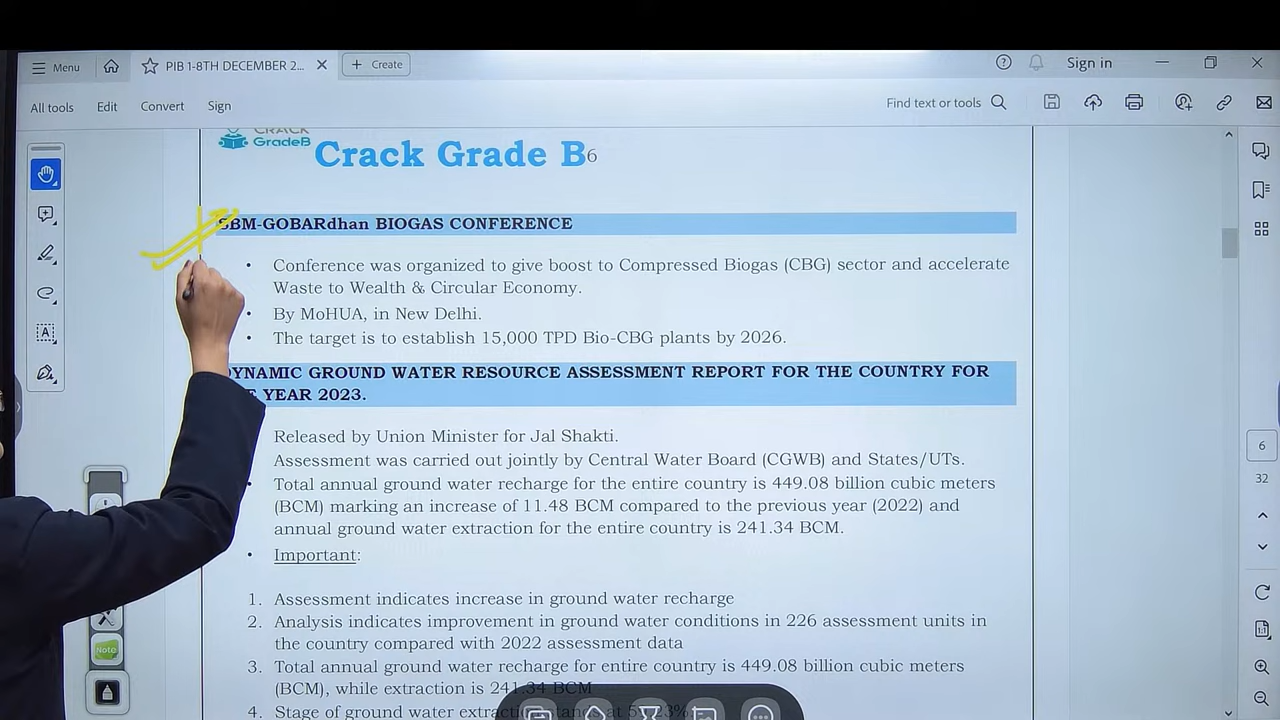 Menu
PIB 1-8TH DECEMBER 2...
Create
Sign in
All tools
Edit
Convert
Sign
Find text or tools
CRACK
GradeB
Crack Grade B6
SBM-GOBARdhan BIOGAS CONFERENCE
• Conference was organized to give boost to Compressed Biogas (CBG) sector and accelerate
Waste to Wealth & Circular Economy.
• By MoHUA, in New Delhi.
• The target is to establish 15,000 TPD Bio-CBG plants by 2026.
DYNAMIC GROUND WATER RESOURCE ASSESSMENT REPORT FOR THE COUNTRY FOR
YEAR 2023.
Released by Union Minister for Jal Shakti.
Assessment was carried out jointly by Central Water Board (CGWB) and States/UTs.
• Total annual ground water recharge for the entire country is 449.08 billion cubic meters
(BCM) marking an increase of 11.48 BCM compared to the previous year (2022) and
annual ground water extraction for the entire country is 241.34 BCM.
• Important:
1. Assessment indicates increase in ground water recharge
2. Analysis indicates improvement in ground water conditions in 226 assessment units in
the country compared with 2022 assessment data
3. Total annual ground water recharge for entire country is 449.08 billion cubic meters
(BCM), while extraction is 241.34 BCM
4. Stage of ground water extraction at
6
32
Note